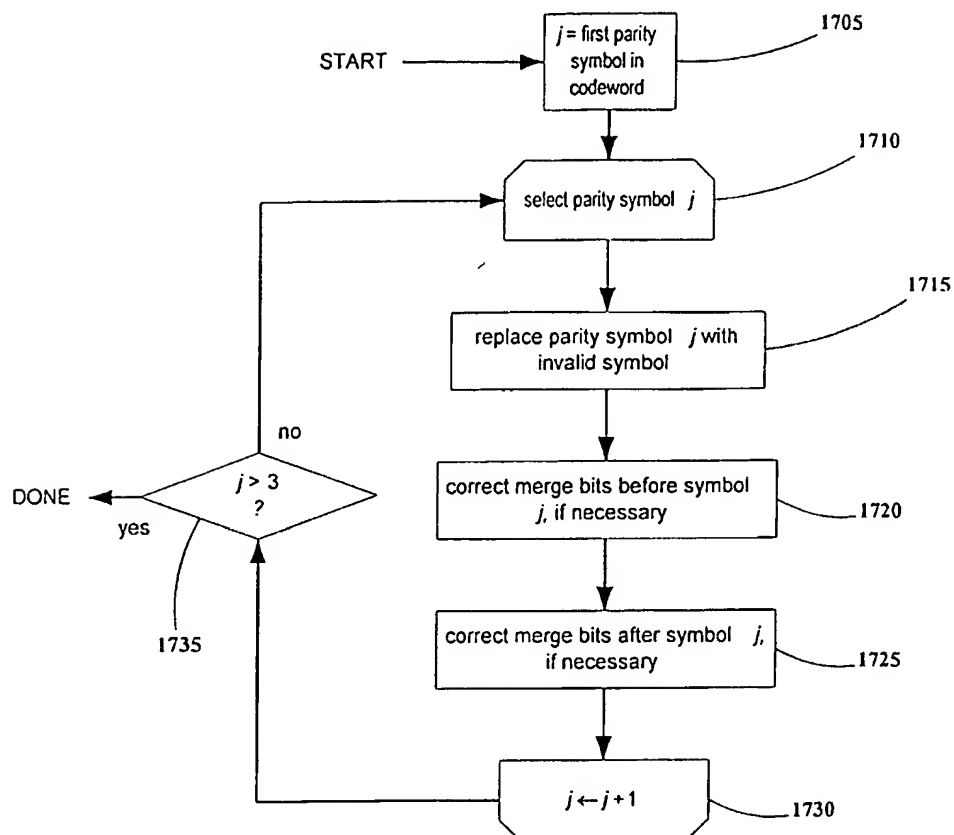 START
j = first parity
symbol in
codeword
1705
1710
select parity symbol j
1715
replace parity symbol j with
invalid symbol
no
j > 3
?
DONE
yes
1735
correct merge bits before symbol
j, if necessary
1720
correct merge bits after symbol j,
if necessary
1725
j ← j + 1
1730